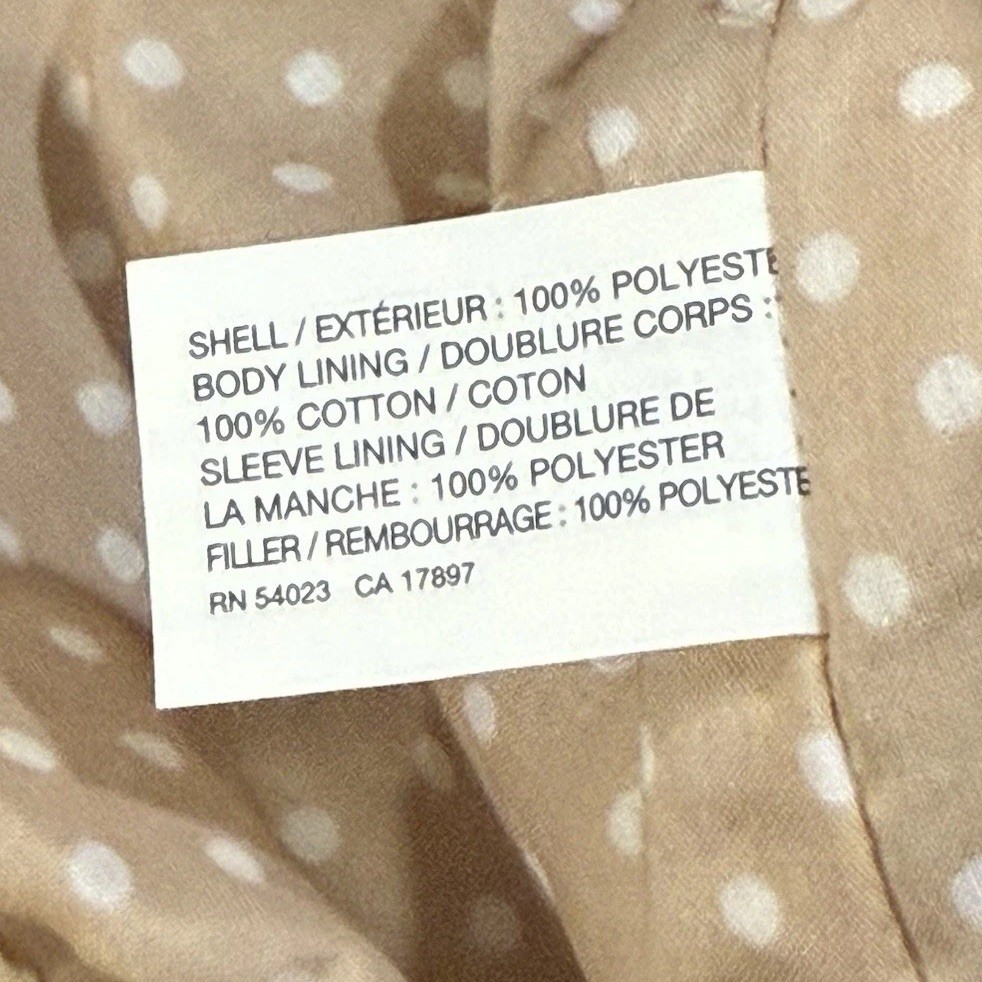 SHELL / EXTÉRIEUR : 100% POLYESTE
BODY LINING / DOUBLURE CORPS :
100% COTTON / COTON
SLEEVE LINING / DOUBLURE DE
LA MANCHE : 100% POLYESTER
FILLER / REMBOURRAGE : 100% POLYESTE
RN 54023 CA 17897